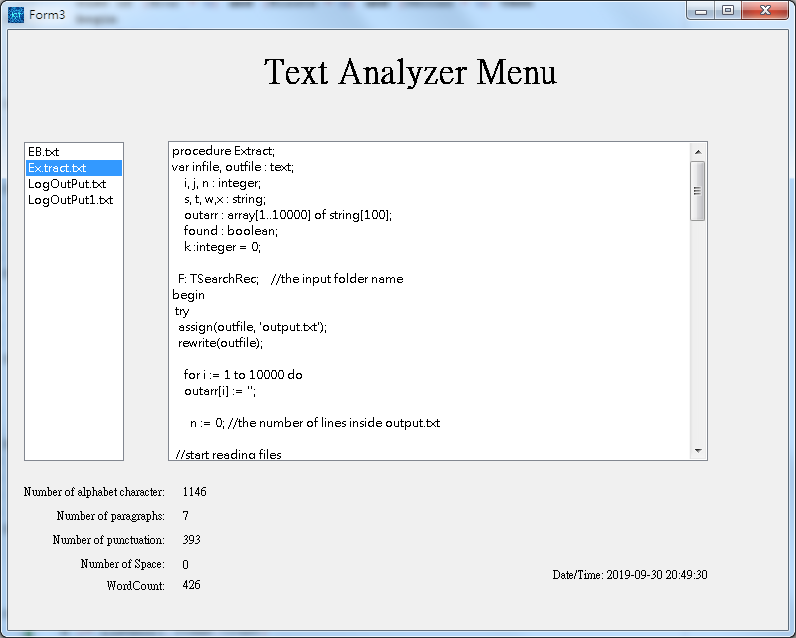 Form3
Text Analyzer Menu
EB.txt
Ex.tract.txt
LogOutPut.txt
LogOutPut1.txt
procedure Extract;
var infile, outfile : text;
i, j, n : integer;
s, t, w,x : string;
outarr : array[1..10000] of string[100];
found : boolean;
k :integer = 0;
F: TSearchRec; //the input folder name
begin
try
assign(outfile, 'output.txt');
rewrite(outfile);
for i := 1 to 10000 do
outarr[i] := '';
n := 0; //the number of lines inside output.txt
//start reading files
Number of alphabet character: 1146
Number of paragraphs: 7
Number of punctuation: 393
Number of Space: 0
WordCount: 426
Date/Time: 2019-09-30 20:49:30